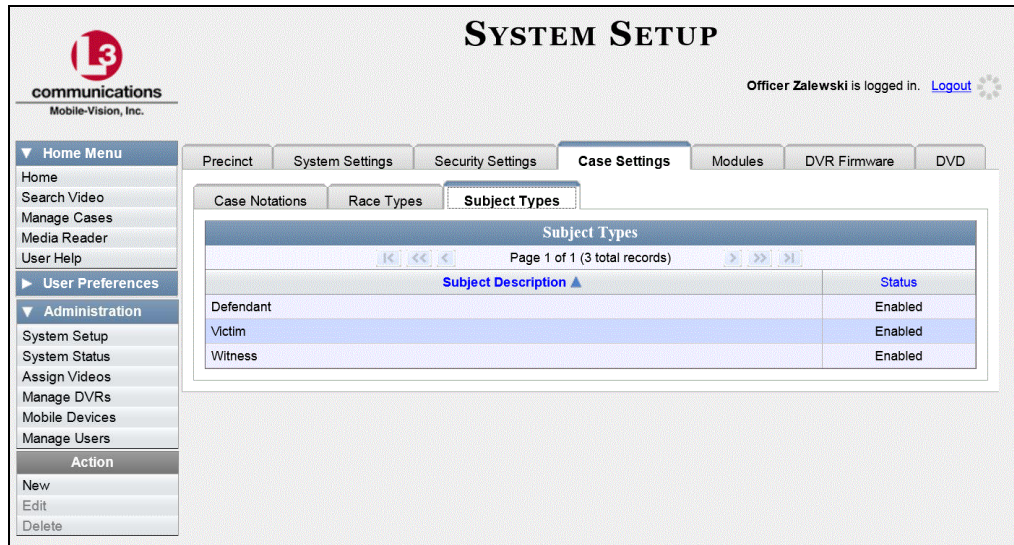 SYSTEM SETUP
L3
communications
Mobile-Vision, Inc.
Officer Zalewski is logged in. Logout
▼ Home Menu
Home
Search Video
Manage Cases
Media Reader
User Help
▶ User Preferences
▼ Administration
System Setup
System Status
Assign Videos
Manage DVRs
Mobile Devices
Manage Users
Action
New
Edit
Delete
Precinct System Settings Security Settings Case Settings Modules DVR Firmware DVD
Case Notations Race Types Subject Types
Subject Types
|< << < Page 1 of 1 (3 total records) > >> >|
Subject Description ▲ Status
Defendant Enabled
Victim Enabled
Witness Enabled